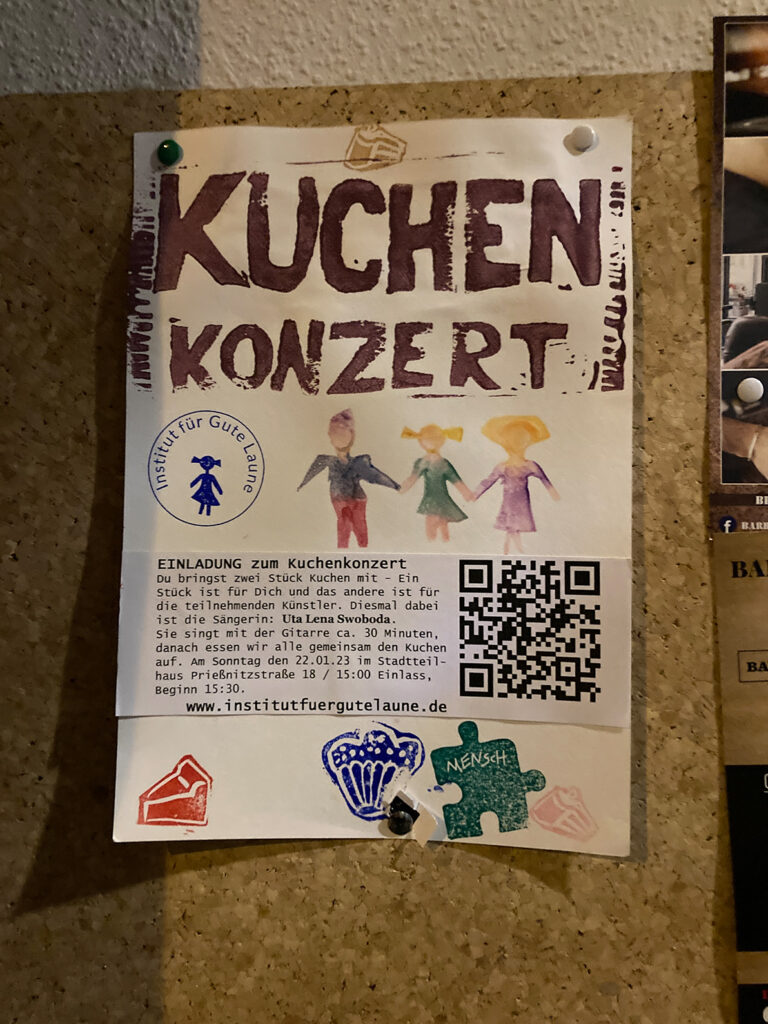 KUCHEN
KONZERT
Institut für Gute Laune
EINLADUNG zum Kuchenkonzert
Du bringst zwei Stück Kuchen mit – Ein
Stück ist für Dich und das andere ist für
die teilnehmenden Künstler. Diesmal dabei
ist die Sängerin: Uta Lena Swoboda.
Sie singt mit der Gitarre ca. 30 Minuten,
danach essen wir alle gemeinsam den Kuchen
auf. Am Sonntag den 22.01.23 im Stadtteil-
haus Prießnitzstraße 18 / 15:00 Einlass,
Beginn 15:30.
www.institutfuergutelaune.de
MENSCH